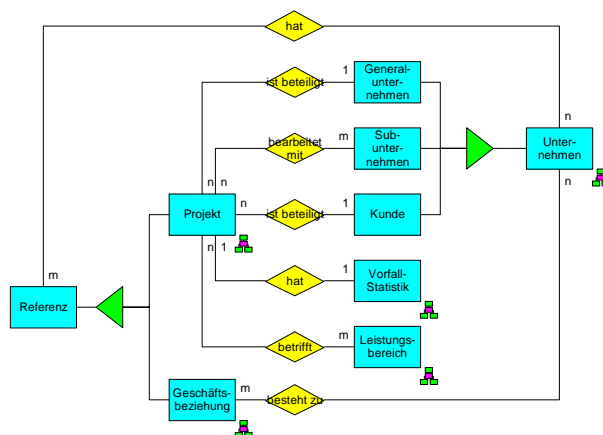 hat
ist beteiligt
1
General-
unter-
nehmen
n
bearbeitet
mit
m
Sub-
unter-
nehmen
Unter-
nehmen
n
n
n
Projekt
n
ist beteiligt
1
Kunde
n
1
hat
1
Vorfall-
Statistik
m
Referenz
betrifft
m
Leistungs-
bereich
Geschäfts-
beziehung
m
besteht zu